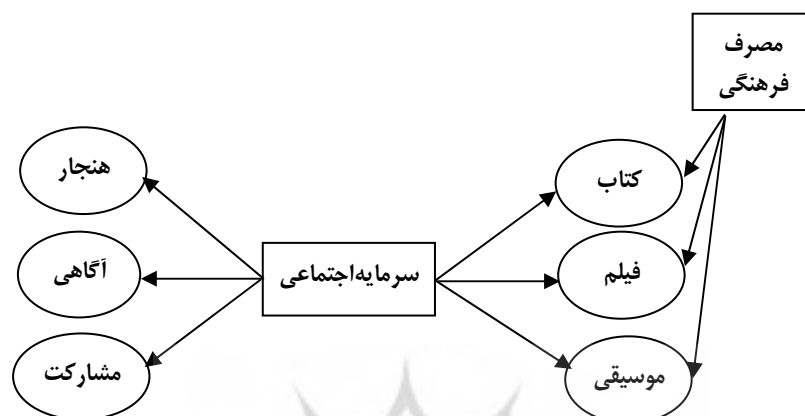 مصرف
فرهنگی
کتاب
هنجار
فیلم
سرمایه‌اجتماعی
آگاهی
موسیقی
مشارکت